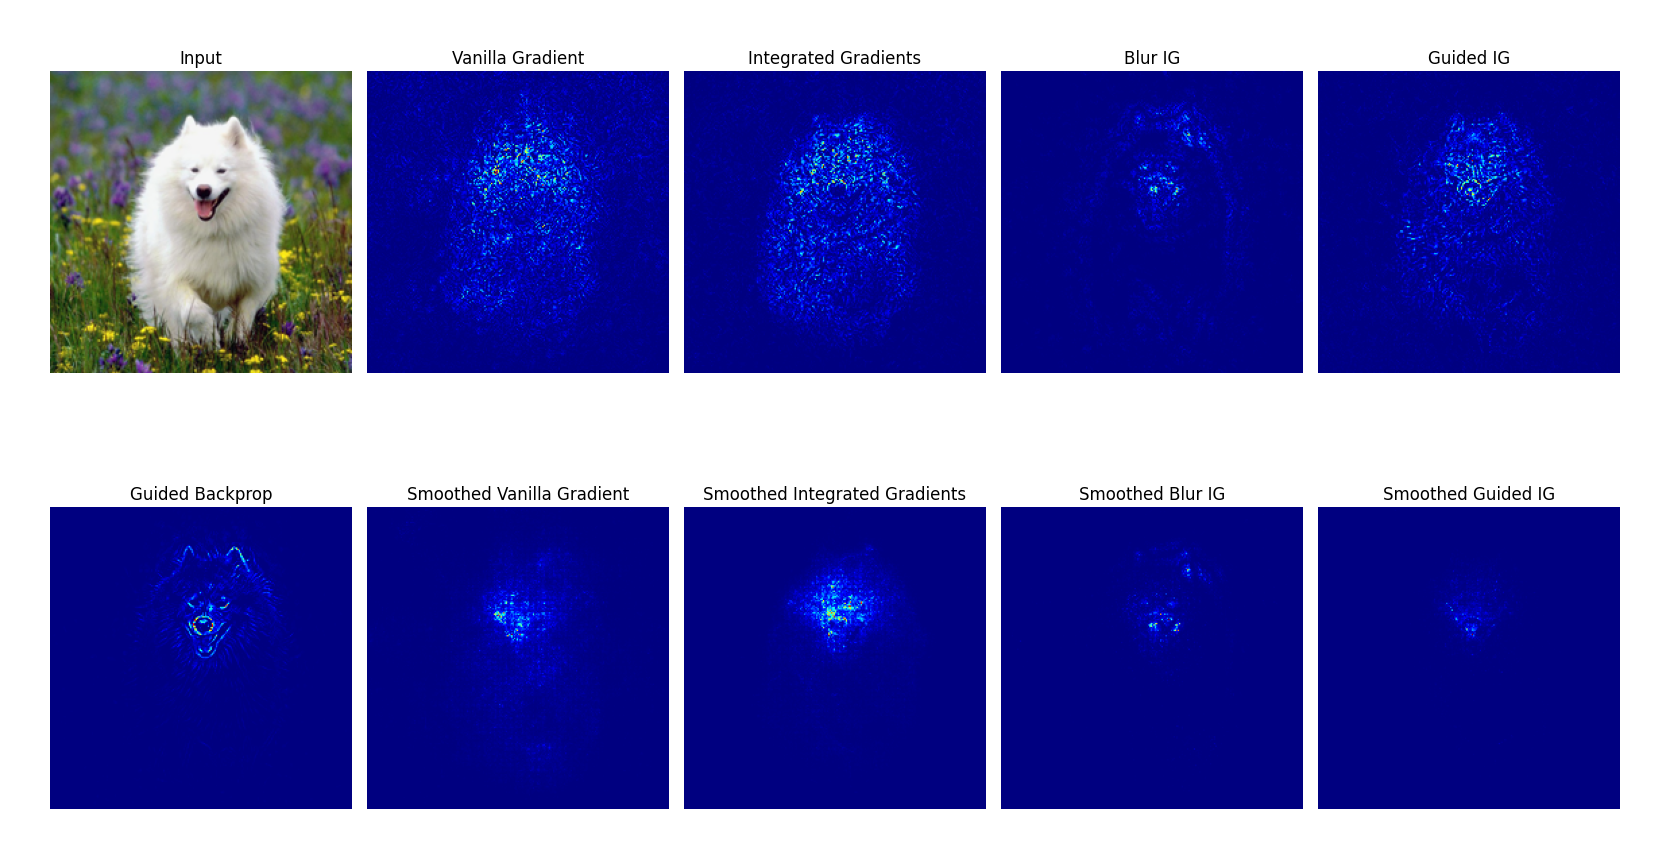 Input
Vanilla Gradient
Integrated Gradients
Blur IG
Guided IG
Guided Backprop
Smoothed Vanilla Gradient
Smoothed Integrated Gradients
Smoothed Blur IG
Smoothed Guided IG